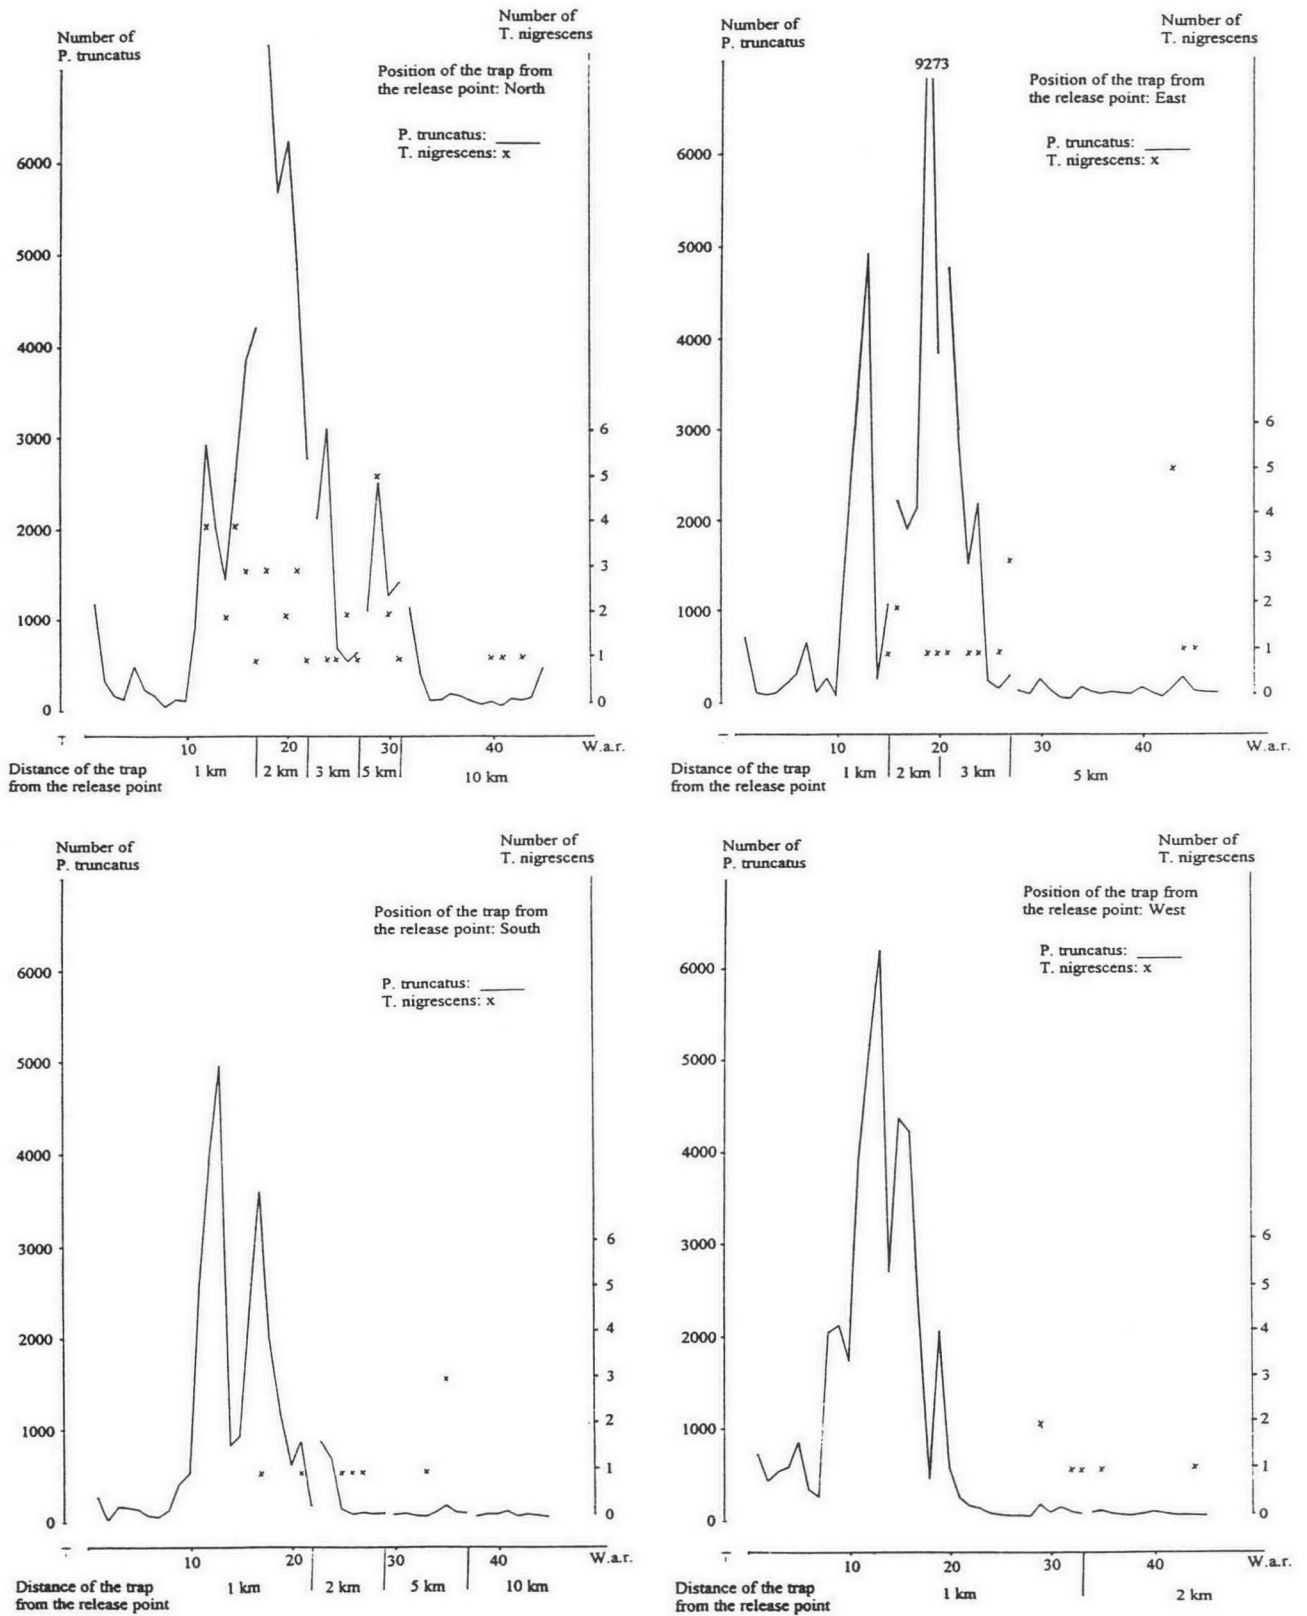 Number of
P. truncatus
Number of
T. nigrescens
Position of the trap from
the release point: North
P. truncatus: ____
T. nigrescens: x
6000
5000
4000
3000
2000
1000
0
6
5
4
3
2
1
0
10
20
30
40
W.a.r.
Distance of the trap
from the release point
1 km
2 km
3 km
5 km
10 km
Number of
P. truncatus
Number of
T. nigrescens
9273
Position of the trap from
the release point: East
P. truncatus: ____
T. nigrescens: x
6000
5000
4000
3000
2000
1000
0
6
5
4
3
2
1
0
10
20
30
40
W.a.r.
Distance of the trap
from the release point
1 km
2 km
3 km
5 km
Number of
P. truncatus
Number of
T. nigrescens
Position of the trap from
the release point: South
P. truncatus: ____
T. nigrescens: x
6000
5000
4000
3000
2000
1000
0
6
5
4
3
2
1
0
10
20
30
40
W.a.r.
Distance of the trap
from the release point
1 km
2 km
5 km
10 km
Number of
P. truncatus
Number of
T. nigrescens
Position of the trap from
the release point: West
P. truncatus: ____
T. nigrescens: x
6000
5000
4000
3000
2000
1000
0
6
5
4
3
2
1
0
10
20
30
40
W.a.r.
Distance of the trap
from the release point
1 km
2 km